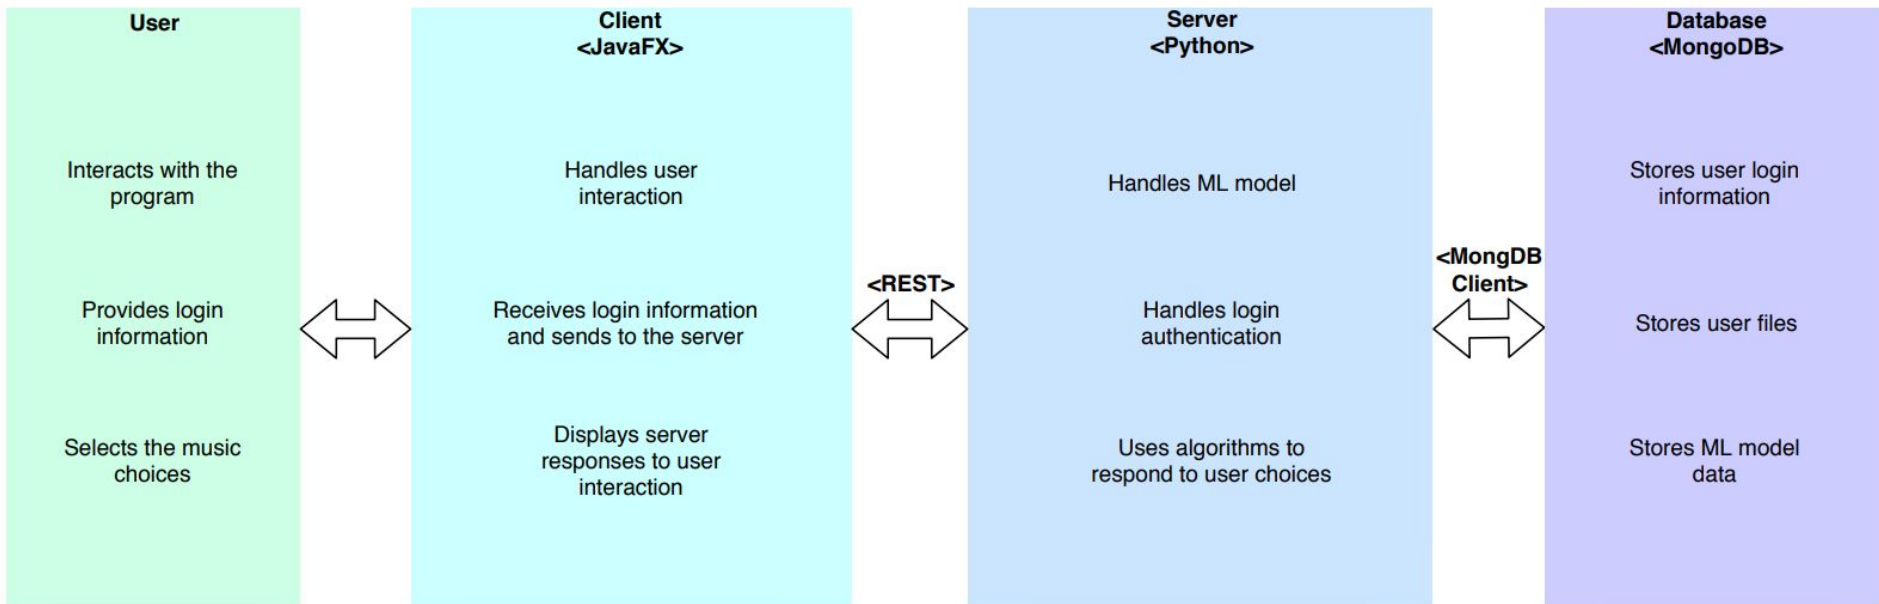 User
Interacts with the
program
Provides login
information
Selects the music
choices
Client
<JavaFX>
Handles user
interaction
Receives login information
and sends to the server
Displays server
responses to user
interaction
<REST>
Server
<Python>
Handles ML model
Handles login
authentication
Uses algorithms to
respond to user choices
<MongDB
Client>
Database
<MongoDB>
Stores user login
information
Stores user files
Stores ML model
data